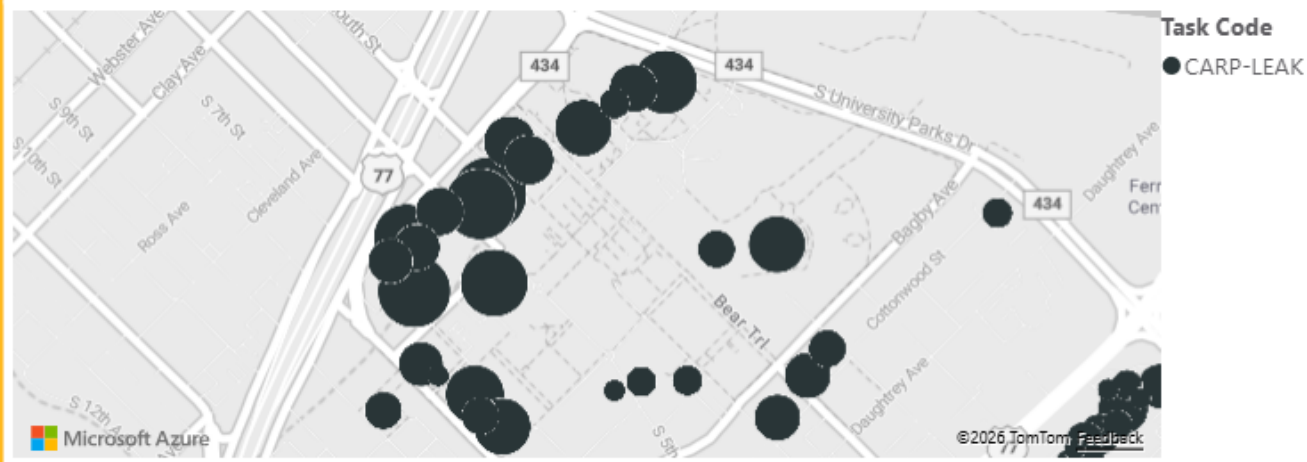 Task Code
CARP-LEAK
Webster Ave
Clay Ave
S 9th St
S 10th St
S 7th St
Ross Ave
Cleveland Ave
77
434
434
S University Parks Dr
Daughtrey Ave
434
Bagby Ave
Cottonwood St
Bear Trl
Daughtrey Ave
S 12th
S 5th
77
Microsoft Azure
©2026 TomTom Feedback